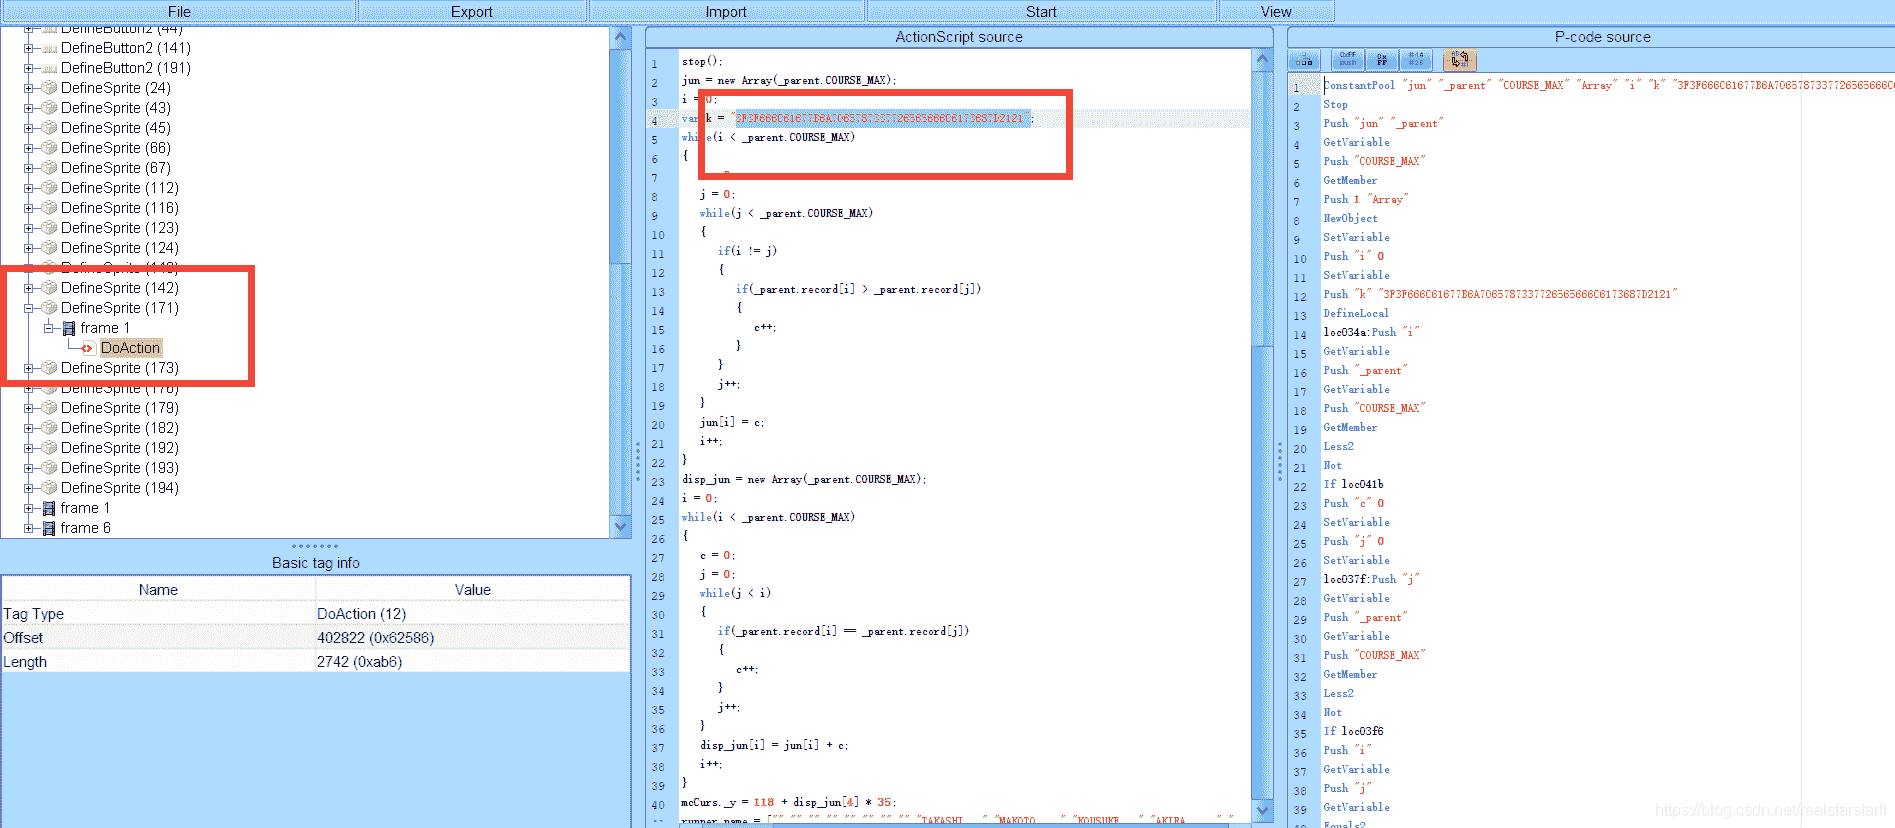 File
Export
Import
Start
View
DefineButton2 (44)
DefineButton2 (141)
DefineButton2 (191)
DefineSprite (24)
DefineSprite (43)
DefineSprite (45)
DefineSprite (66)
DefineSprite (67)
DefineSprite (112)
DefineSprite (116)
DefineSprite (123)
DefineSprite (124)
DefineSprite (142)
DefineSprite (171)
frame 1
DoAction
DefineSprite (173)
DefineSprite (178)
DefineSprite (179)
DefineSprite (182)
DefineSprite (192)
DefineSprite (193)
DefineSprite (194)
frame 1
frame 6
Basic tag info
Name Value
Tag Type DoAction (12)
Offset 402822 (0x62586)
Length 2742 (0xab6)
ActionScript source
1 stop();
2 jun = new Array(_parent.COURSE_MAX);
3 i = 0;
4 var k = "3F3F666C61677B6A7065787337726565666C6173687D2121";
5 while(i < _parent.COURSE_MAX)
6 {
7
8 j = 0;
9 while(j < _parent.COURSE_MAX)
10 {
11 if(i != j)
12 {
13 if(_parent.record[i] > _parent.record[j])
14 {
15 c++;
16 }
17 }
18 j++;
19 }
20 jun[i] = c;
21 i++;
22 }
23 disp_jun = new Array(_parent.COURSE_MAX);
24 i = 0;
25 while(i < _parent.COURSE_MAX)
26 {
27 c = 0;
28 j = 0;
29 while(j < i)
30 {
31 if(_parent.record[i] == _parent.record[j])
32 {
33 c++;
34 }
35 j++;
36 }
37 disp_jun[i] = jun[i] + c;
38 i++;
39 }
40 mcCurs._y = 118 + disp_jun[4] * 35;
runner_name = ["" "" "" "" "" "" "" "" "TAKASHI "MAKOTO "KOUSUKE "AKIRA
P-code source
1 ConstantPool "jun" "_parent" "COURSE_MAX" "Array" "i" "k" "3F3F666C61677B6A7065787337726565666C
2 Stop
3 Push "jun" "_parent"
4 GetVariable
5 Push "COURSE_MAX"
6 GetMember
7 Push 1 "Array"
8 NewObject
9 SetVariable
10 Push "i" 0
11 SetVariable
12 Push "k" "3F3F666C61677B6A7065787337726565666C6173687D2121"
13 DefineLocal
14 loc034a:Push "i"
15 GetVariable
16 Push "_parent"
17 GetVariable
18 Push "COURSE_MAX"
19 GetMember
20 Less2
21 Not
22 If loc041b
23 Push "c" 0
24 SetVariable
25 Push "j" 0
26 SetVariable
27 loc037f:Push "j"
28 GetVariable
29 Push "_parent"
30 GetVariable
31 Push "COURSE_MAX"
32 GetMember
33 Less2
34 Not
35 If loc03f6
36 Push "i"
37 GetVariable
38 Push "j"
39 GetVariable
Equals2
https://blog.csdn.net/realstarstarli